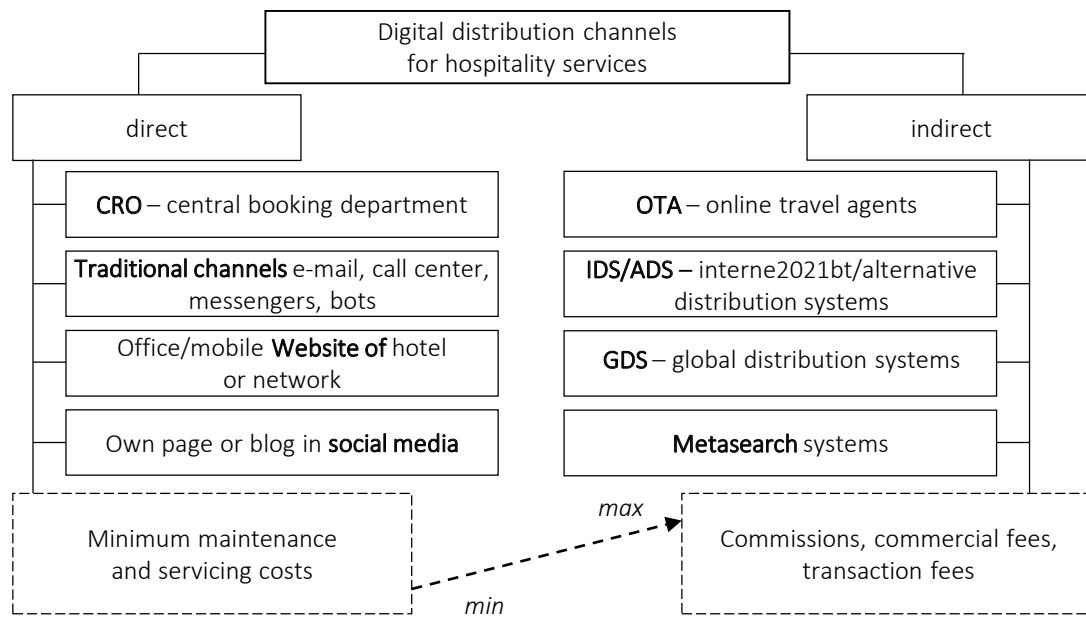 Digital distribution channels
for hospitality services
direct
indirect
CRO – central booking department
Traditional channels e-mail, call center,
messengers, bots
Office/mobile Website of hotel
or network
Own page or blog in social media
OTA – online travel agents
IDS/ADS – interne2021bt/alternative
distribution systems
GDS – global distribution systems
Metasearch systems
Minimum maintenance
and servicing costs
min
max
Commissions, commercial fees,
transaction fees